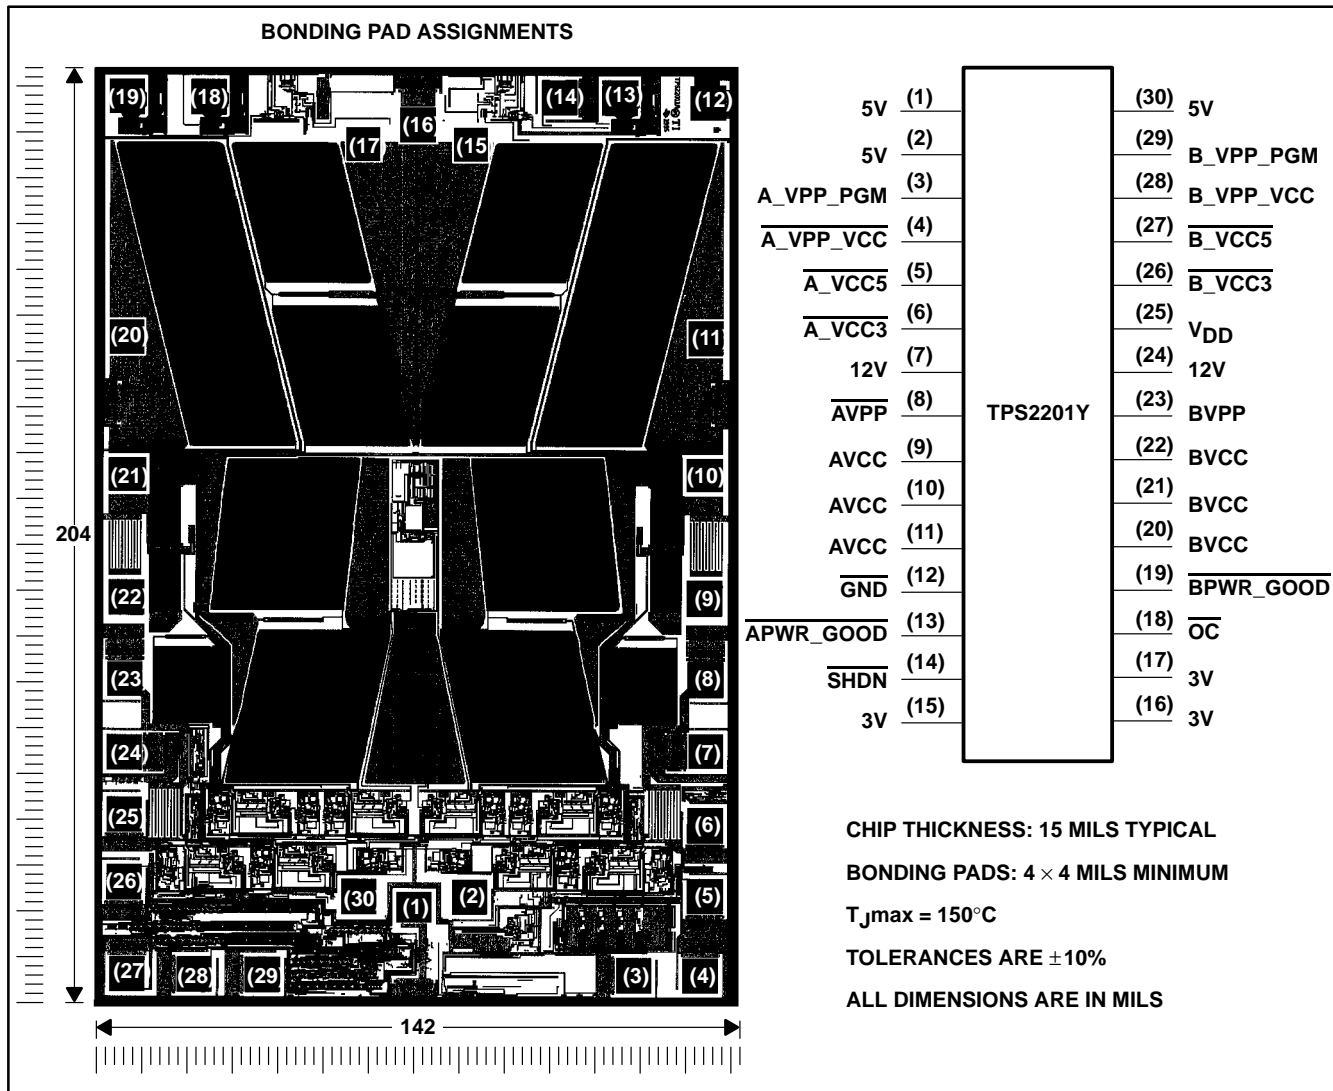 BONDING PAD ASSIGNMENTS
(19)
(18)
(17)
(16)
(15)
(14)
(13)
(12)
(20)
(11)
(21)
(10)
204
(22)
(9)
(23)
(8)
(24)
(7)
(25)
(6)
(26)
(30)
(1)
(2)
(5)
(27)
(28)
(29)
(3)
(4)
142
5V (1)
5V (2)
A_VPP_PGM (3)
A_VPP_VCC (4)
A_VCC5 (5)
A_VCC3 (6)
12V (7)
AVPP (8)
AVCC (9)
AVCC (10)
AVCC (11)
GND (12)
APWR_GOOD (13)
SHDN (14)
3V (15)
TPS2201Y
(30) 5V
(29) B_VPP_PGM
(28) B_VPP_VCC
(27) B_VCC5
(26) B_VCC3
(25) VDD
(24) 12V
(23) BVPP
(22) BVCC
(21) BVCC
(20) BVCC
(19) BPWR_GOOD
(18) OC
(17) 3V
(16) 3V
CHIP THICKNESS: 15 MILS TYPICAL
BONDING PADS: 4 × 4 MILS MINIMUM
TJmax = 150°C
TOLERANCES ARE ±10%
ALL DIMENSIONS ARE IN MILS